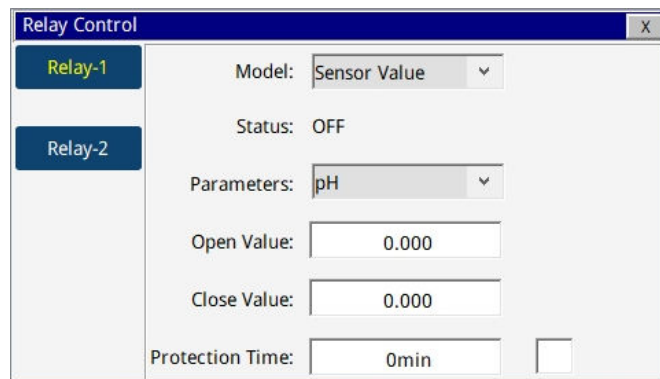 Relay Control X
Relay-1
Relay-2
Model: Sensor Value
Status: OFF
Parameters: pH
Open Value: 0.000
Close Value: 0.000
Protection Time: 0min